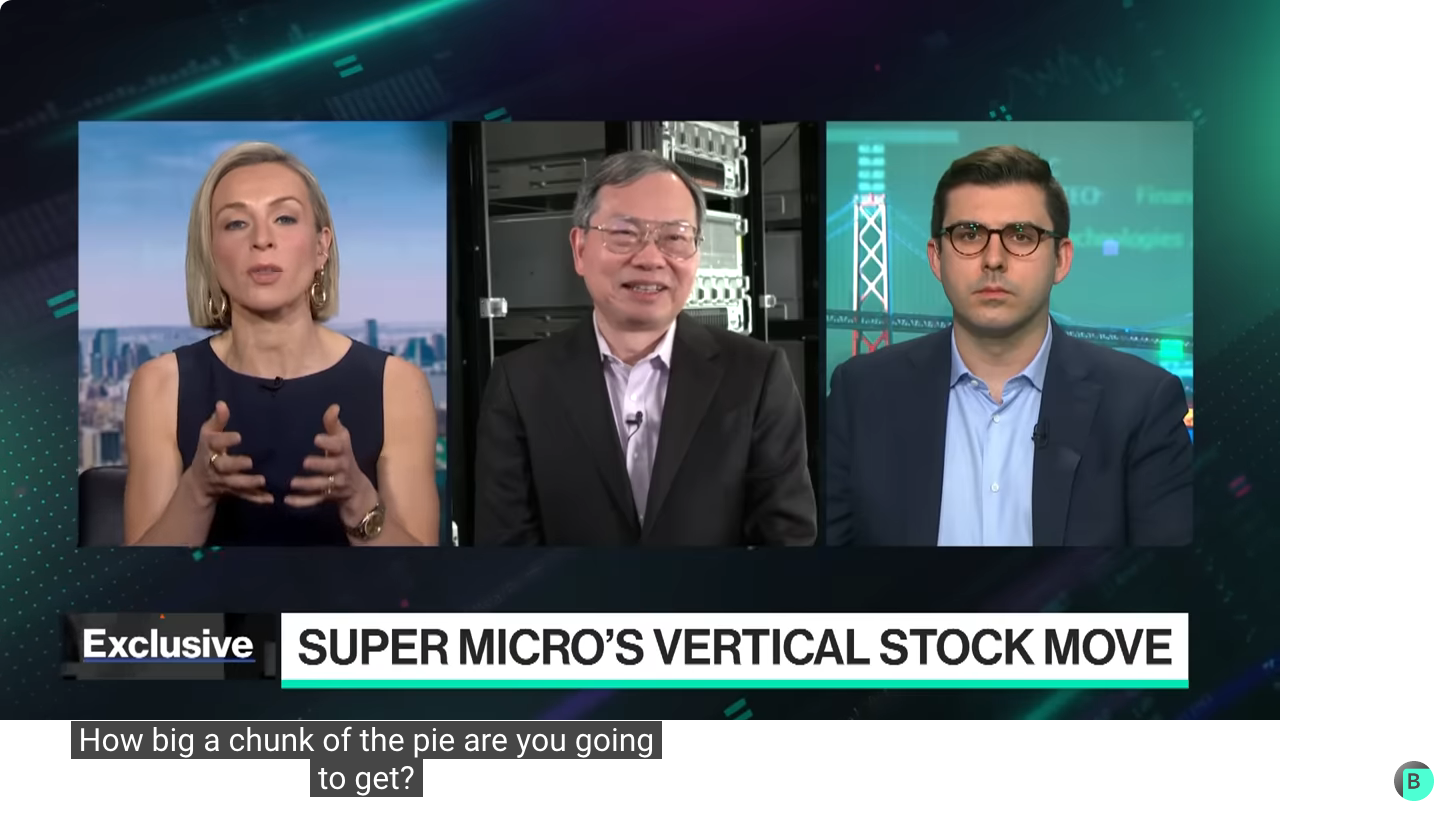 Exclusive
SUPER MICRO'S VERTICAL STOCK MOVE
How big a chunk of the pie are you going
to get?
B